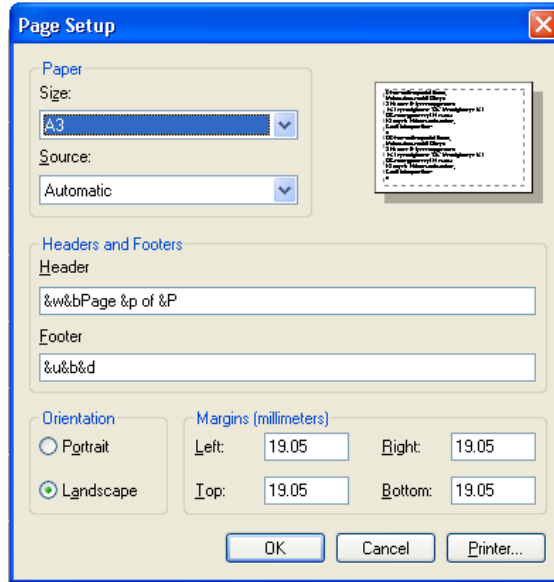 Page Setup
Paper
Size:
A3
Source:
Automatic
Headers and Footers
Header
&w&bPage &p of &P
Footer
&u&b&d
Orientation
Portrait
Landscape
Margins (millimeters)
Left: 19.05 Right: 19.05
Top: 19.05 Bottom: 19.05
OK Cancel Printer...